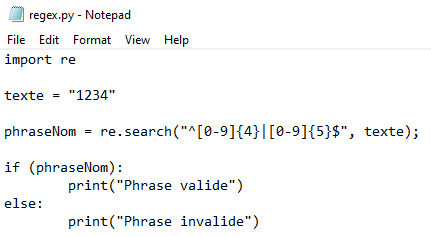 regex.py - Notepad
File Edit Format View Help
import re
texte = "1234"
phraseNom = re.search("^[0-9]{4}|[0-9]{5}$", texte);
if (phraseNom):
print("Phrase valide")
else:
print("Phrase invalide")